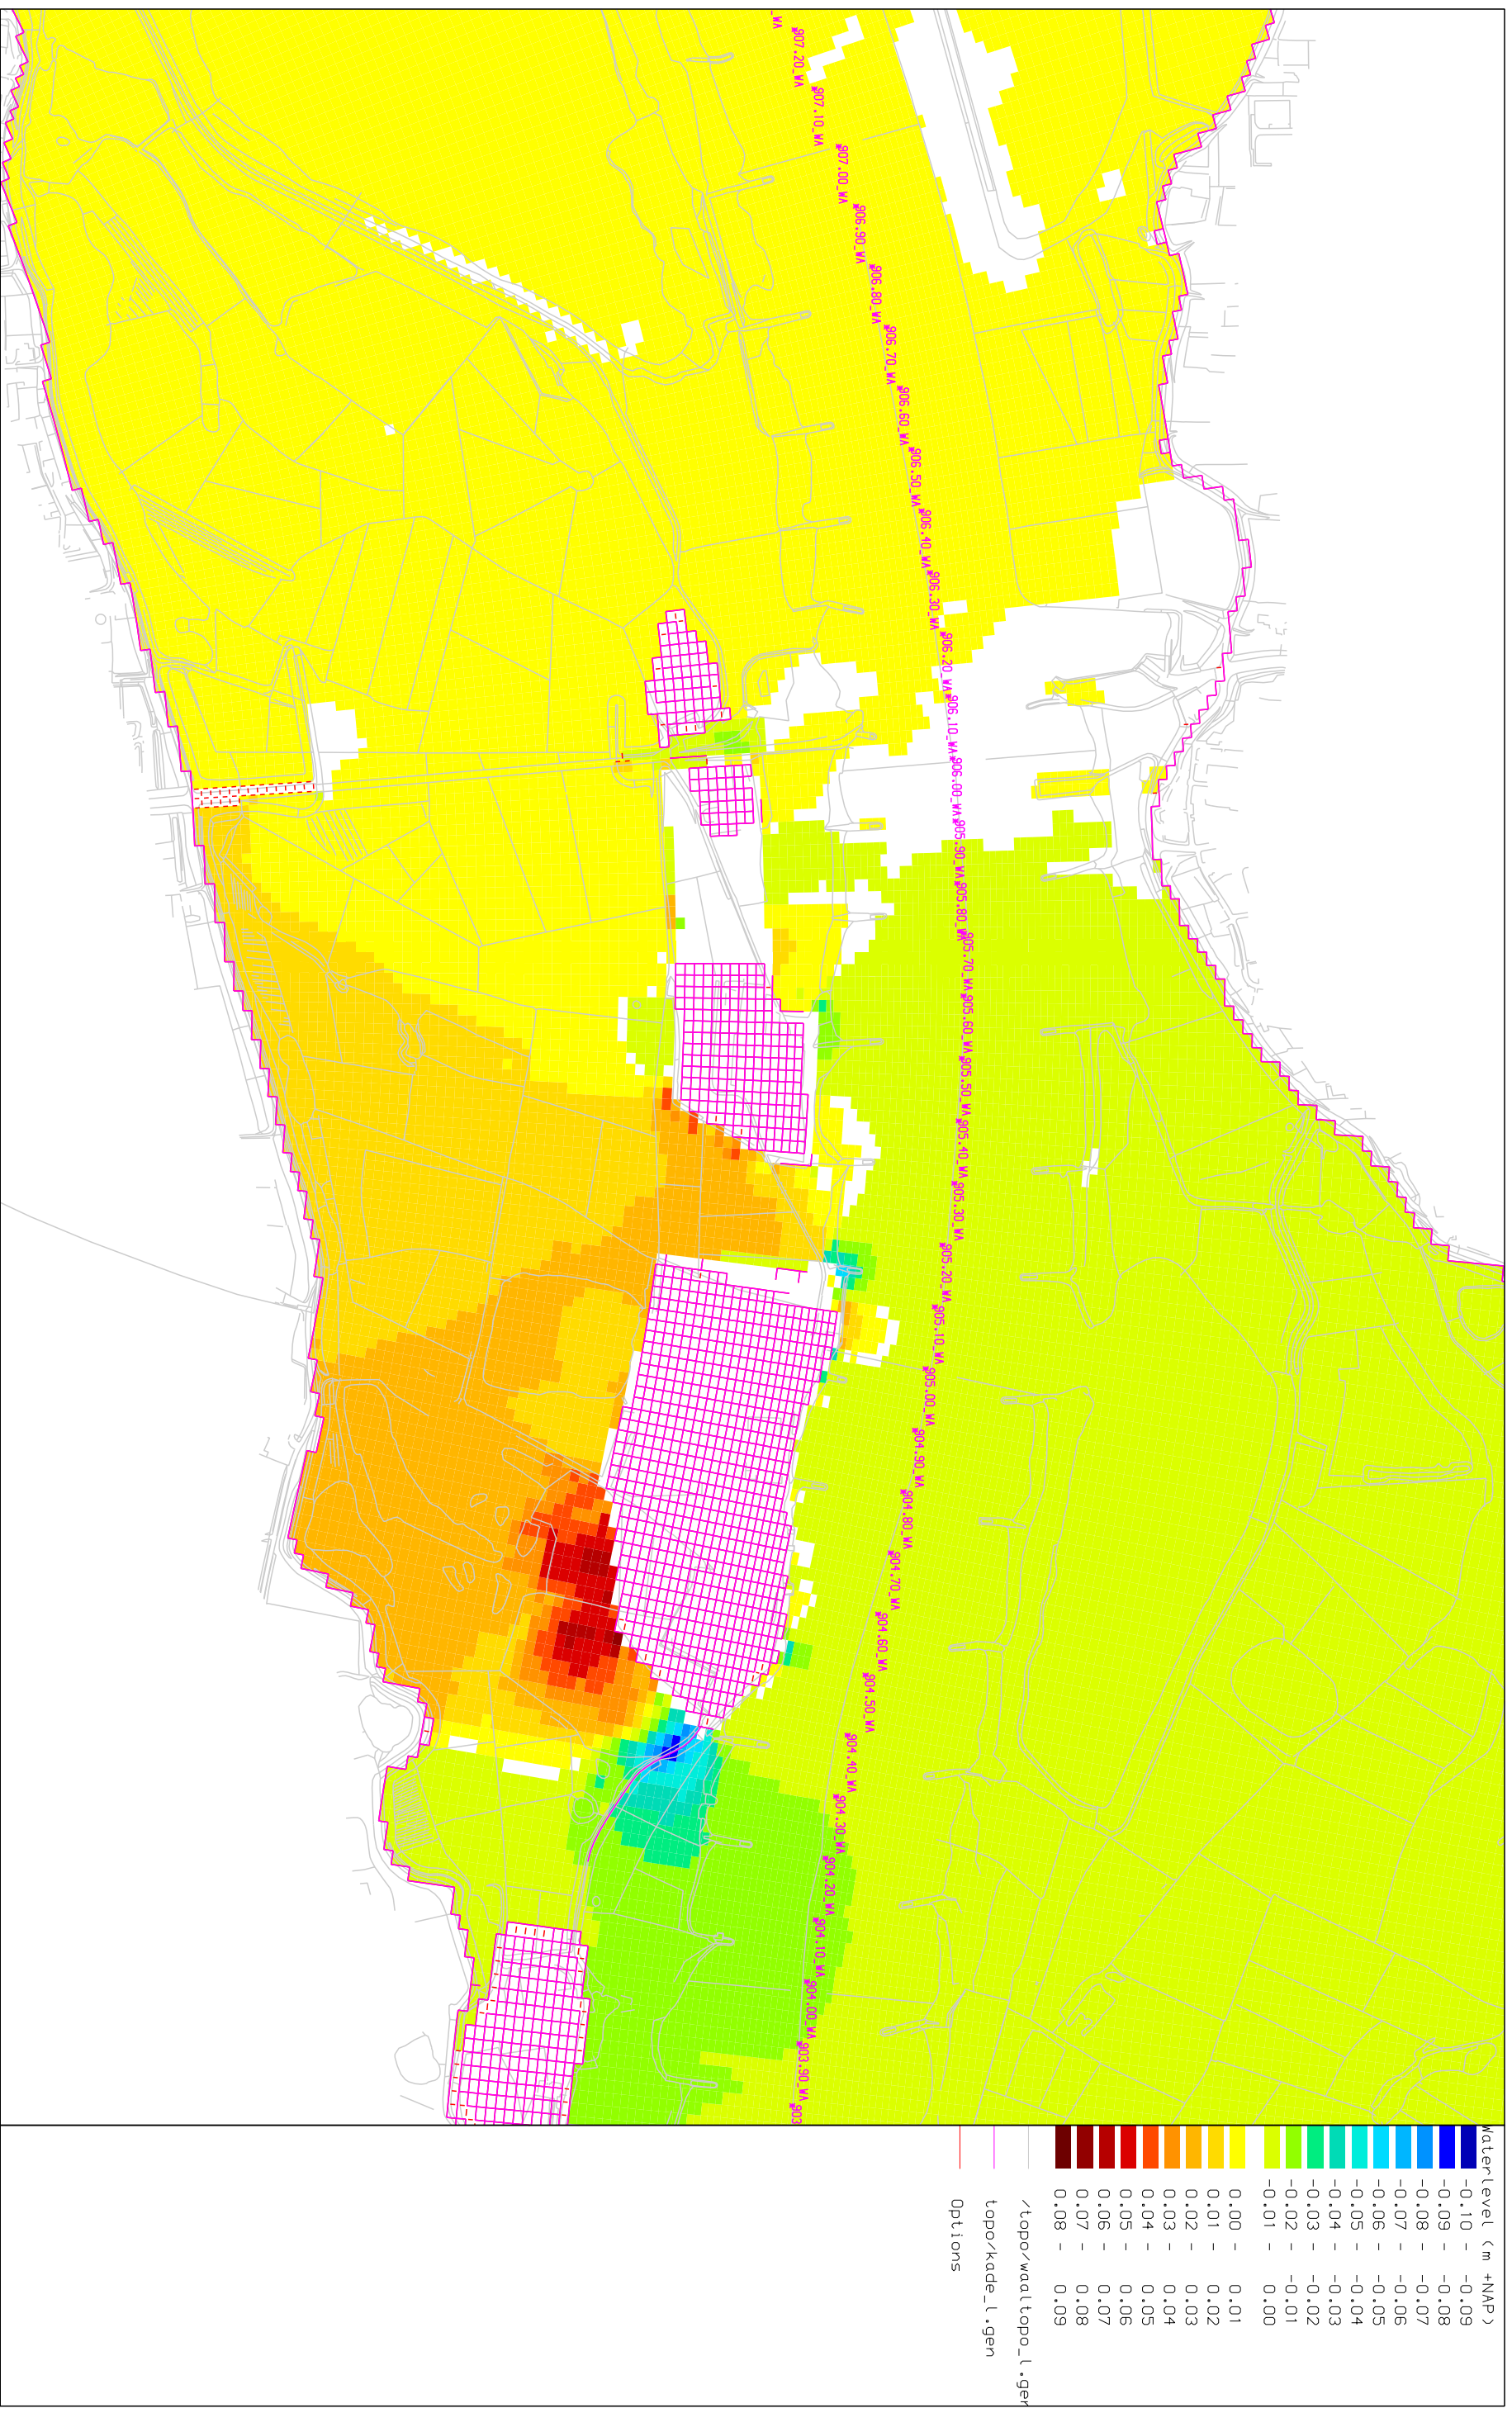 _WA
907.20_WA
907.10_WA
907.00_WA
906.90_WA
906.80_WA
906.70_WA
906.60_WA
906.50_WA
906.40_WA
906.30_WA
906.20_WA
906.10_WA
906.00_WA
905.90_WA
905.80_WA
905.70_WA
905.60_WA
905.50_WA
905.40_WA
905.30_WA
905.20_WA
905.10_WA
905.00_WA
904.90_WA
904.80_WA
904.70_WA
904.60_WA
904.50_WA
904.40_WA
904.30_WA
904.20_WA
904.10_WA
904.00_WA
903.90_WA
903
Waterlevel (m +NAP)
-0.10 - -0.09
-0.09 - -0.08
-0.08 - -0.07
-0.07 - -0.06
-0.06 - -0.05
-0.05 - -0.04
-0.04 - -0.03
-0.03 - -0.02
-0.02 - -0.01
-0.01 - 0.00
0.00 - 0.01
0.01 - 0.02
0.02 - 0.03
0.03 - 0.04
0.04 - 0.05
0.05 - 0.06
0.06 - 0.07
0.07 - 0.08
0.08 - 0.09
/topo/waaltopo_l.gen
topo/kade_l.gen
Options